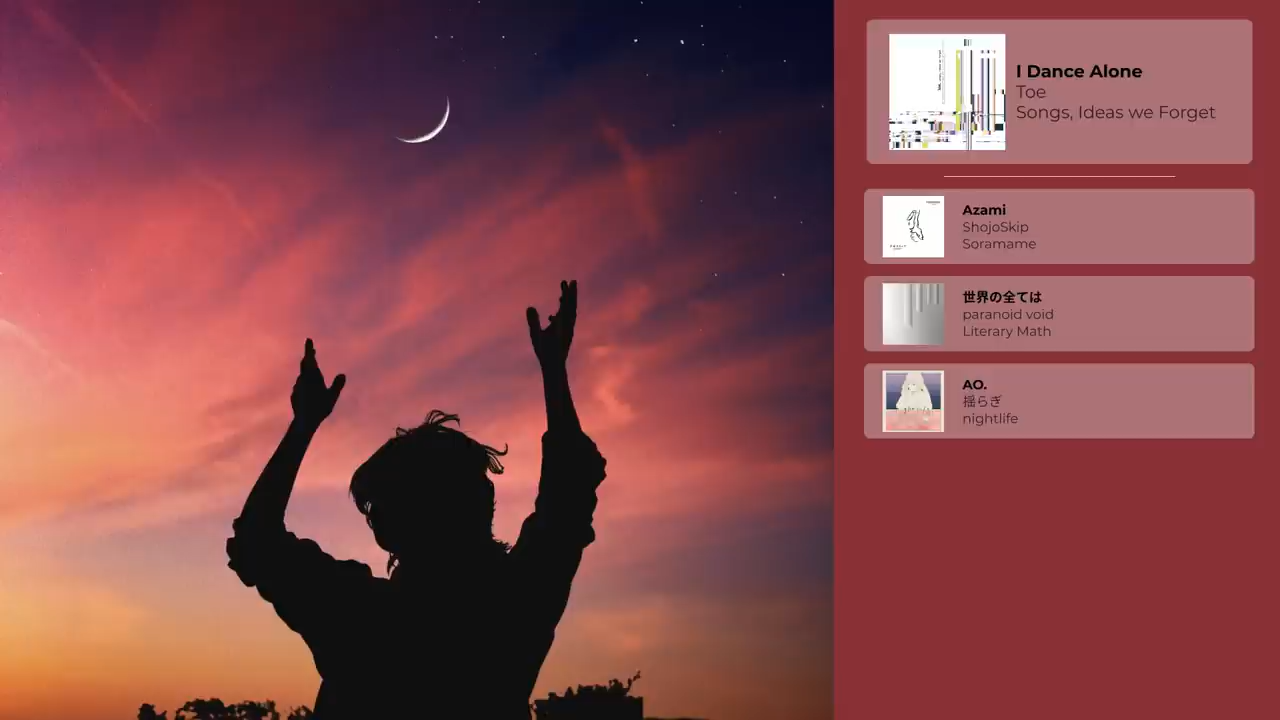 I Dance Alone
Toe
Songs, Ideas we Forget
Azami
ShojoSkip
Soramame
世界の全ては
paranoid void
Literary Math
AO.
揺らぎ
nightlife